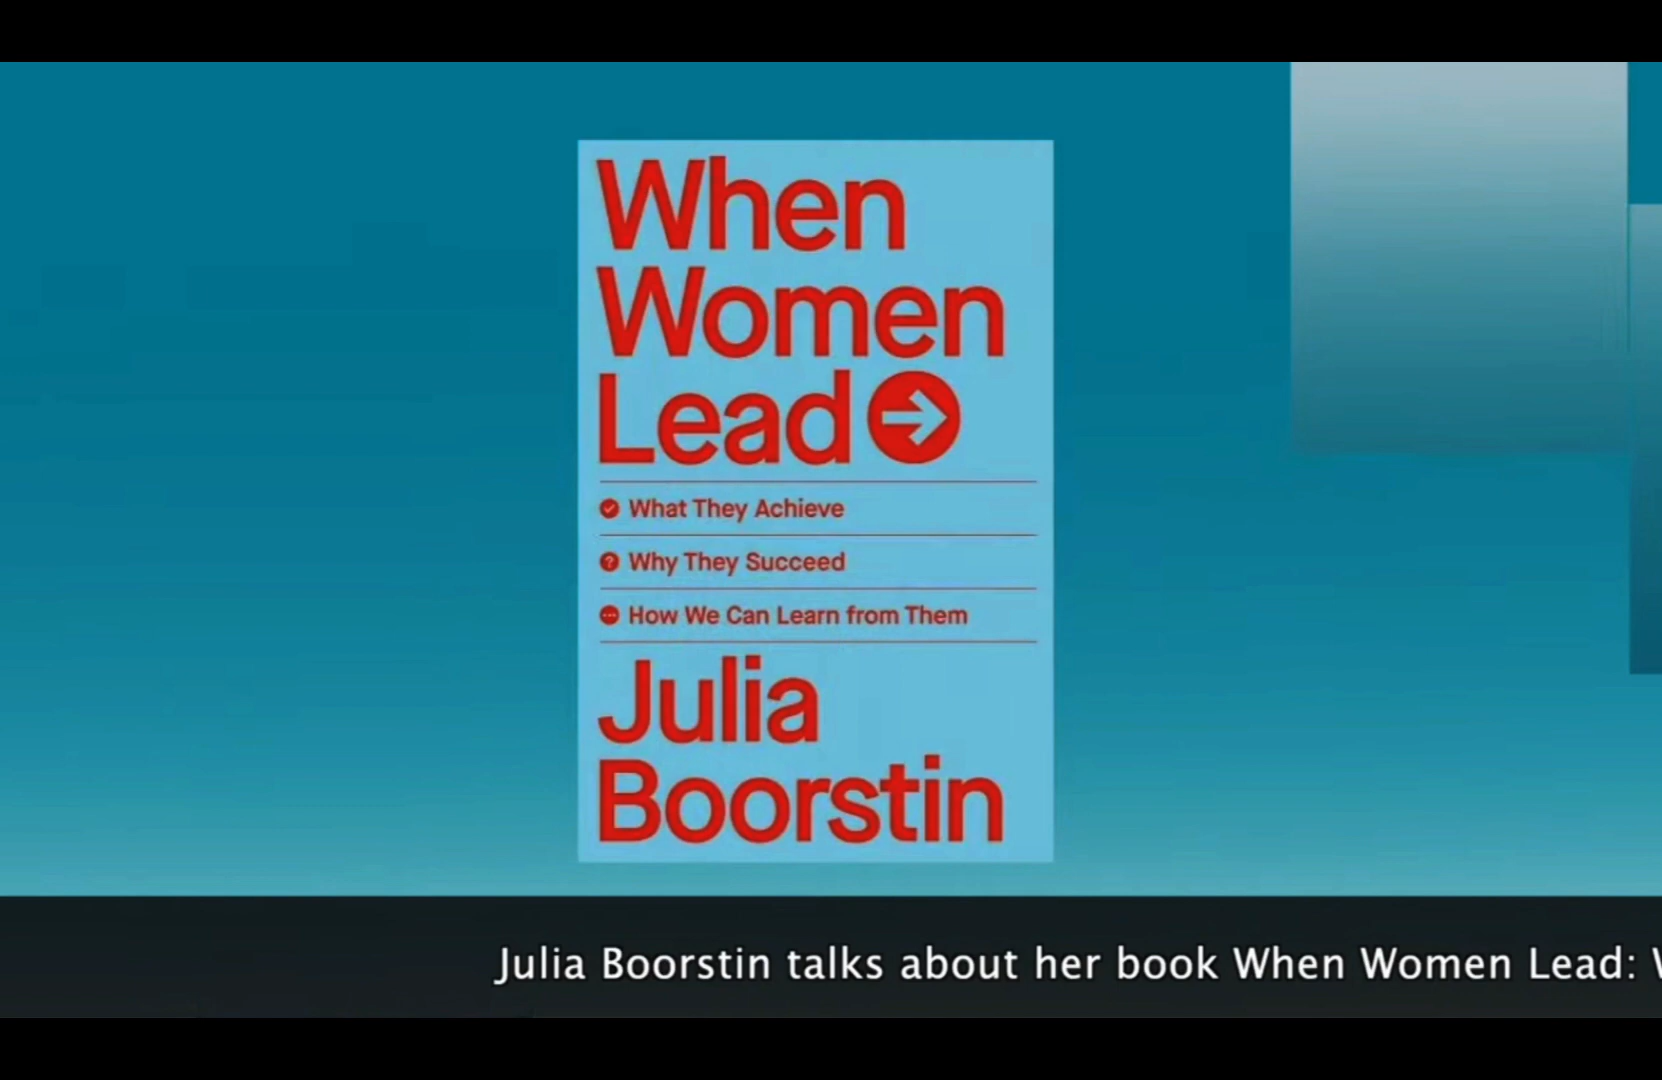 When
Women
Lead
What They Achieve
Why They Succeed
How We Can Learn from Them
Julia
Boorstin
Julia Boorstin talks about her book When Women Lead: